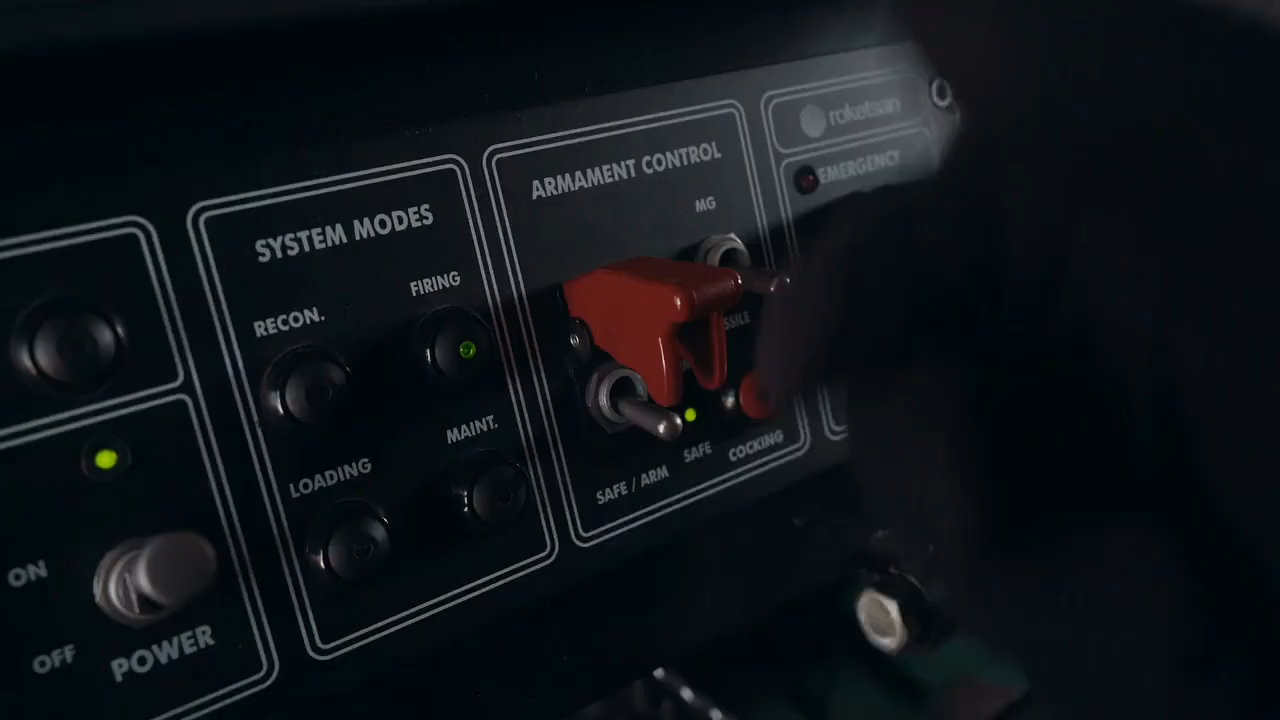 ON
OFF
POWER
SYSTEM MODES
RECON.
FIRING
LOADING
MAINT.
ARMAMENT CONTROL
MG
SAFE / ARM
SAFE
COCKING
roketsan
EMERGENCY